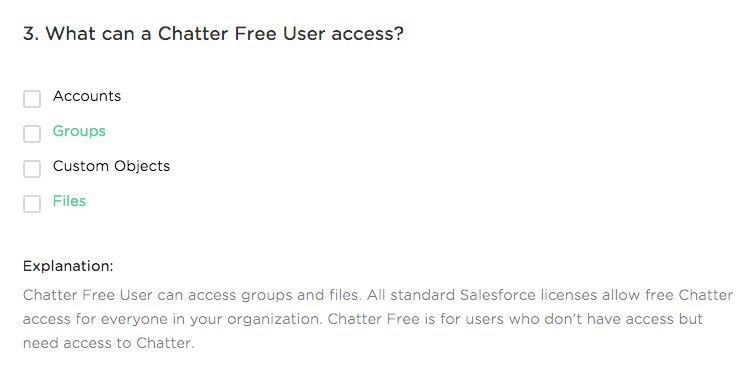 3. What can a Chatter Free User access?
Accounts
Groups
Custom Objects
Files
Explanation:
Chatter Free User can access groups and files. All standard Salesforce licenses allow free Chatter
access for everyone in your organization. Chatter Free is for users who don't have access but
need access to Chatter.